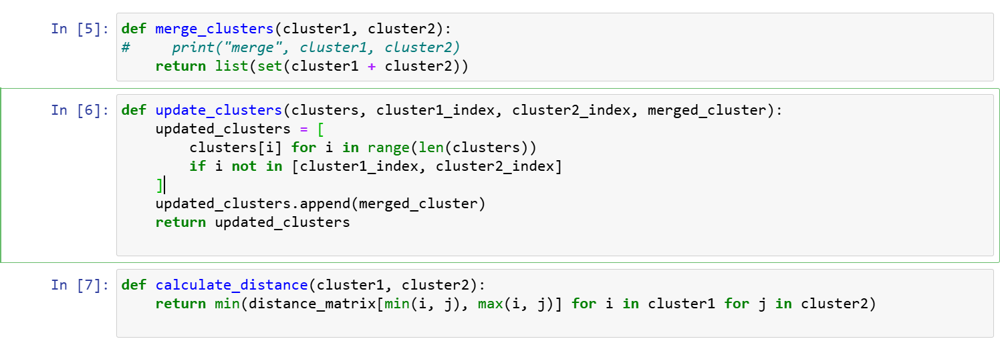 In [5]: def merge_clusters(cluster1, cluster2):
#     print("merge", cluster1, cluster2)
    return list(set(cluster1 + cluster2))
In [6]: def update_clusters(clusters, cluster1_index, cluster2_index, merged_cluster):
    updated_clusters = [
        clusters[i] for i in range(len(clusters))
        if i not in [cluster1_index, cluster2_index]
    ]
    updated_clusters.append(merged_cluster)
    return updated_clusters
In [7]: def calculate_distance(cluster1, cluster2):
    return min(distance_matrix[min(i, j), max(i, j)] for i in cluster1 for j in cluster2)